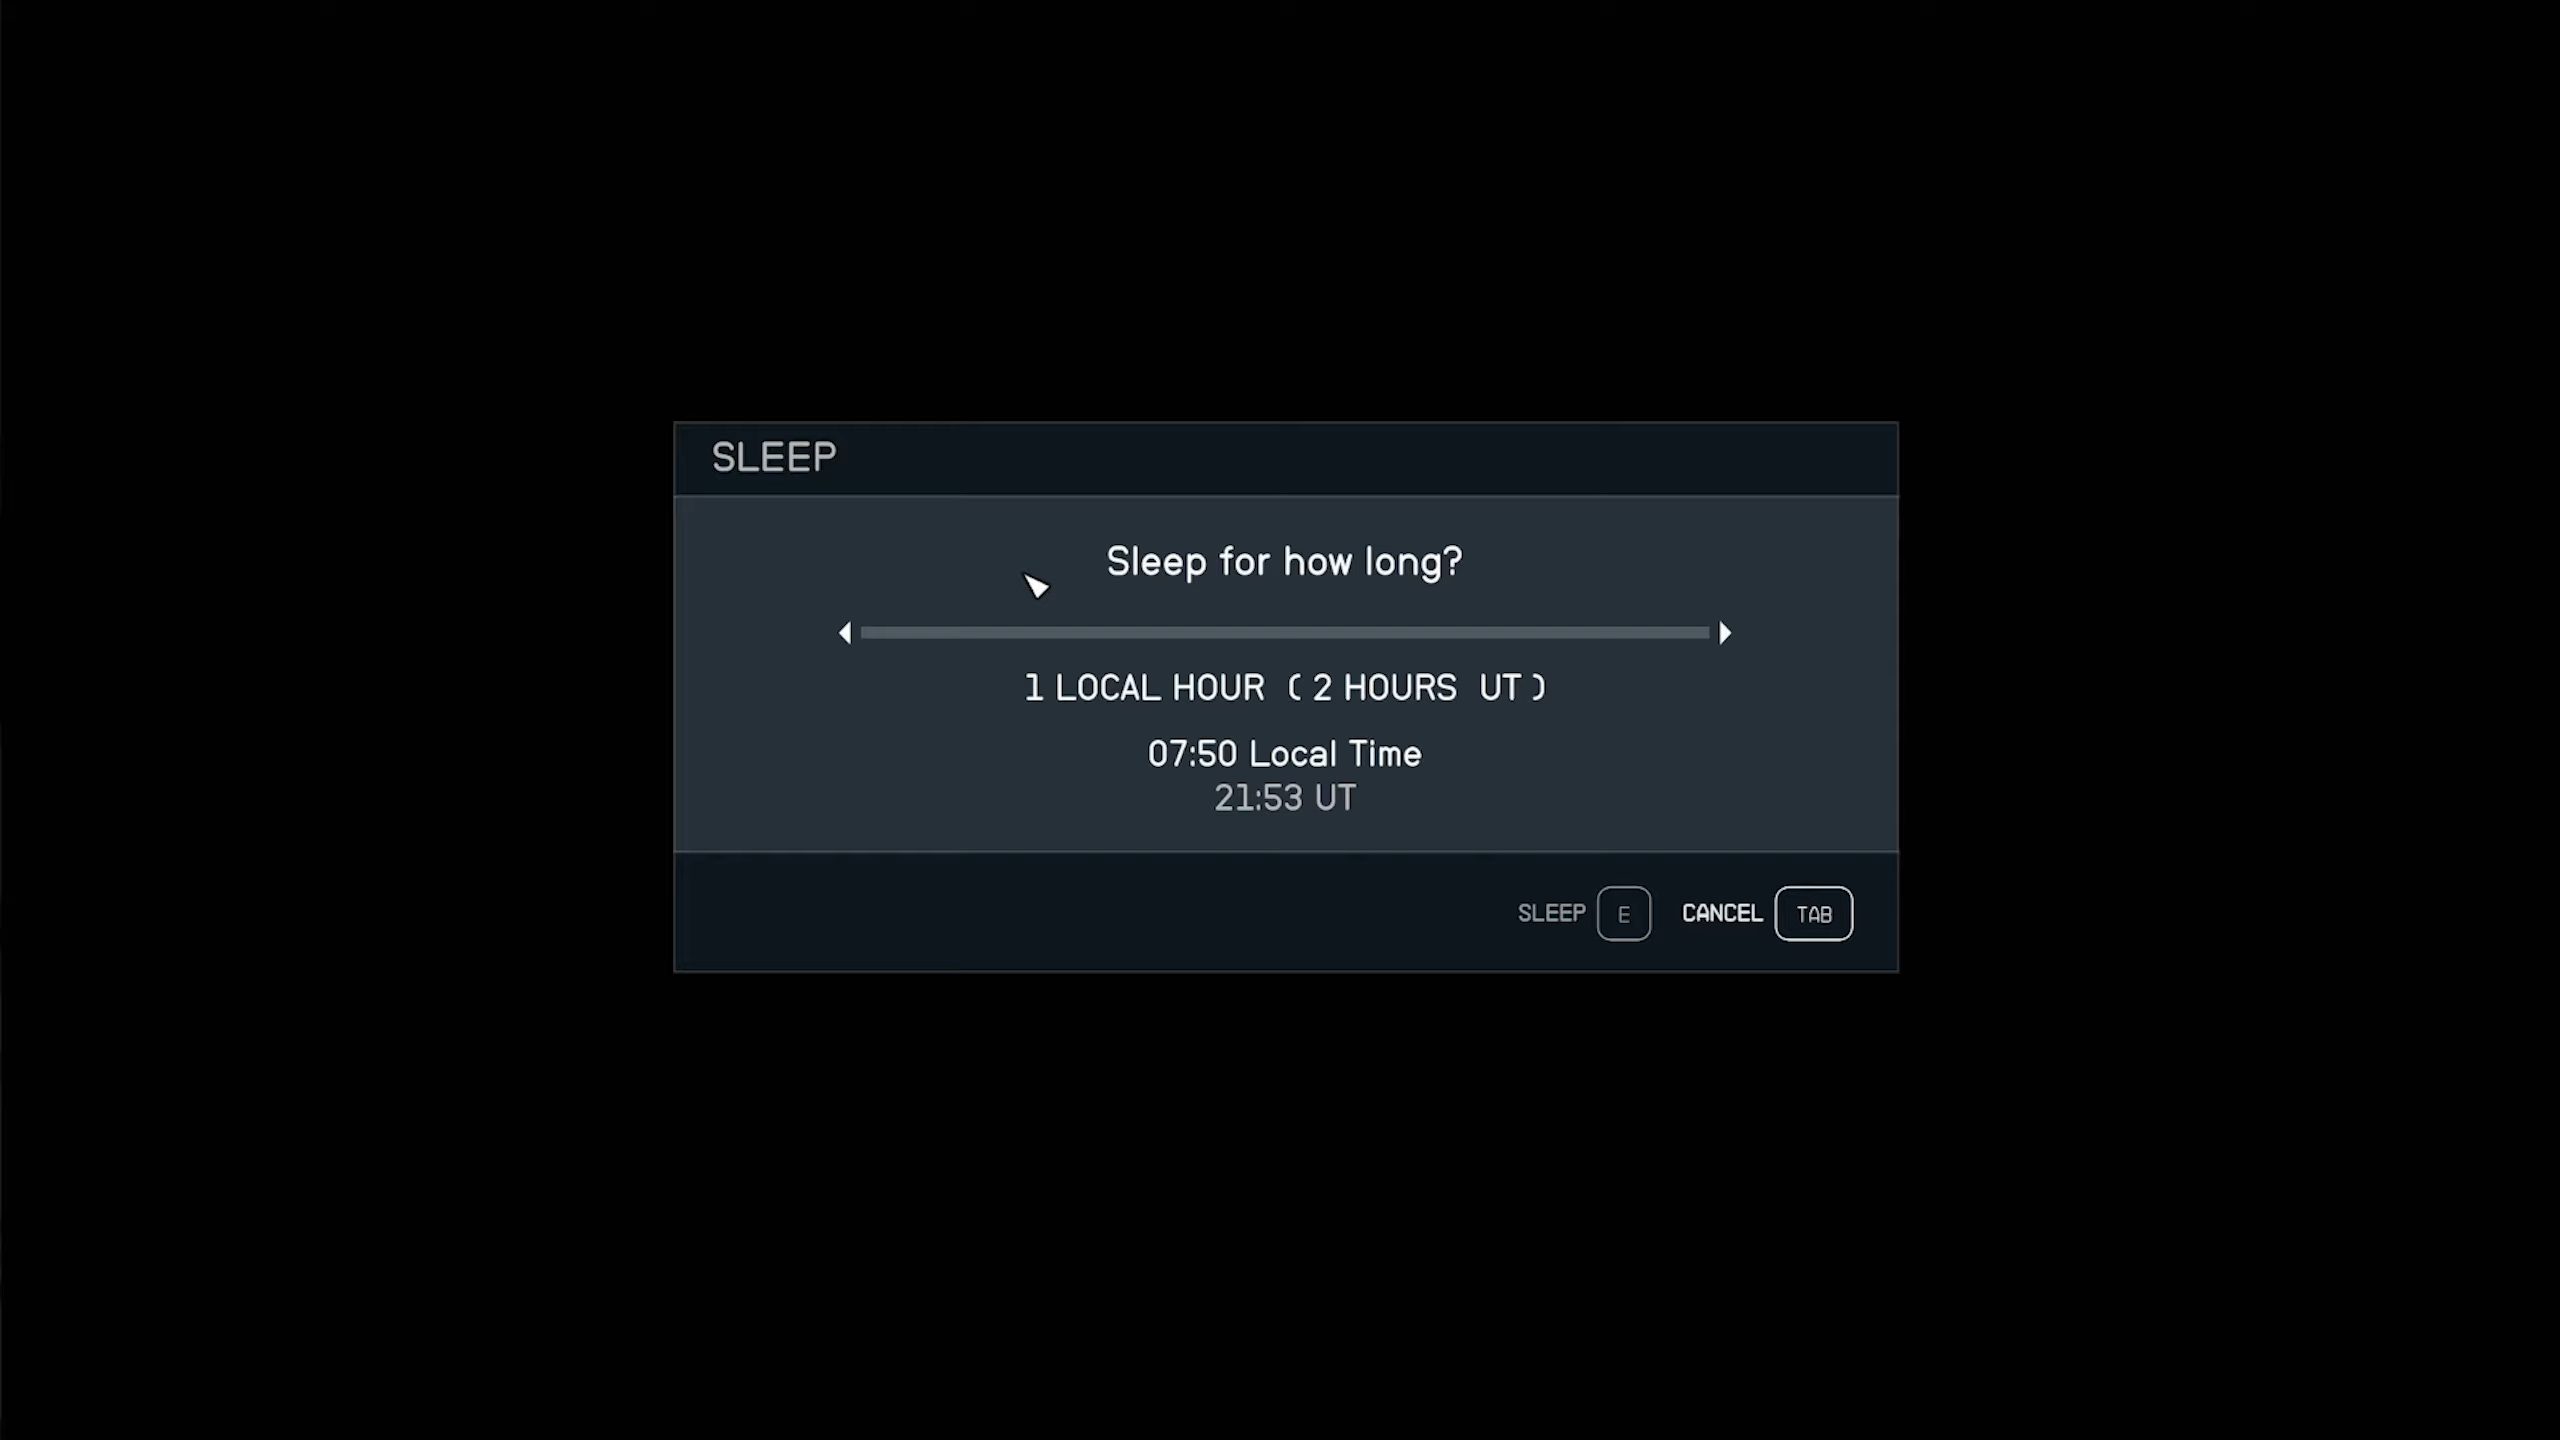 SLEEP
Sleep for how long?
1 LOCAL HOUR ( 2 HOURS UT )
07:50 Local Time
21:53 UT
SLEEP E CANCEL TAB